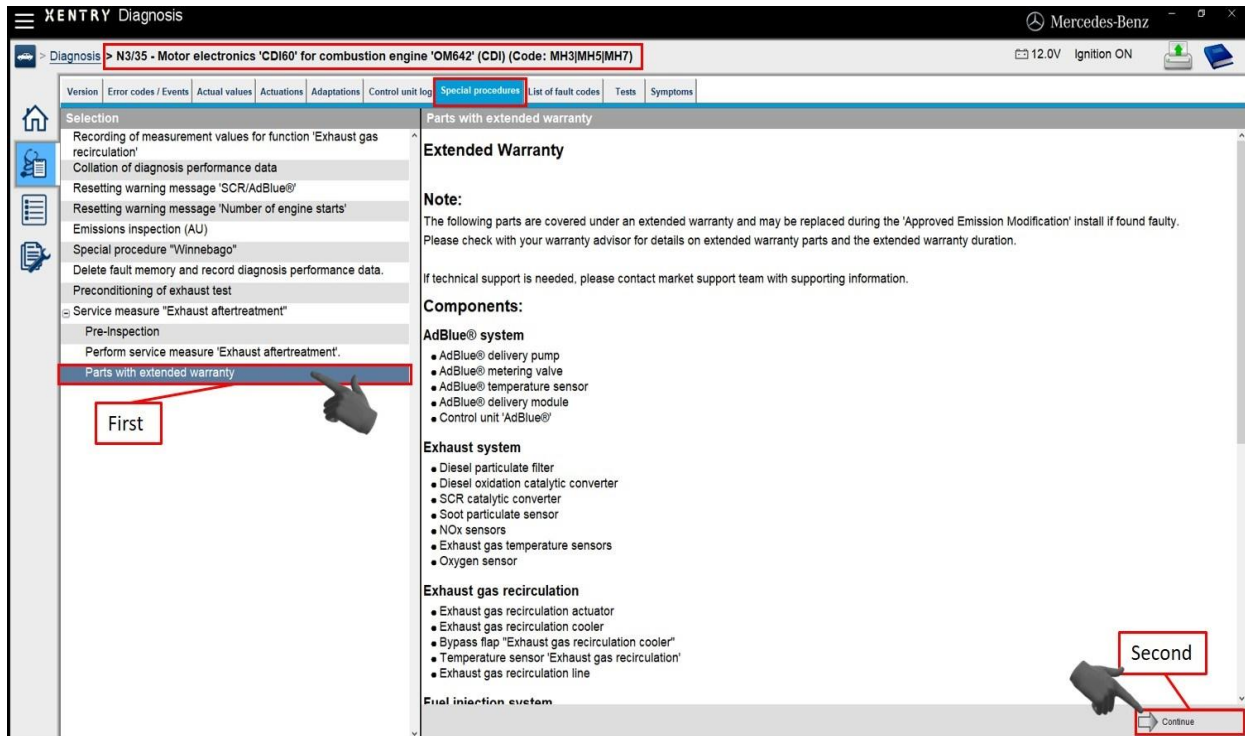 XENTRY Diagnosis
Mercedes-Benz
> Diagnosis > N3/35 - Motor electronics 'CDI60' for combustion engine 'OM642' (CDI) (Code: MH3|MH5|MH7)
12.0V Ignition ON
Version Error codes / Events Actual values Actuations Adaptations Control unit log Special procedures List of fault codes Tests Symptoms
Selection
Recording of measurement values for function 'Exhaust gas
recirculation'
Collation of diagnosis performance data
Resetting warning message 'SCR/AdBlue®'
Resetting warning message 'Number of engine starts'
Emissions inspection (AU)
Special procedure "Winnebago"
Delete fault memory and record diagnosis performance data.
Preconditioning of exhaust test
Service measure "Exhaust aftertreatment"
Pre-Inspection
Perform service measure 'Exhaust aftertreatment'.
Parts with extended warranty
First
Parts with extended warranty
Extended Warranty
Note:
The following parts are covered under an extended warranty and may be replaced during the 'Approved Emission Modification' install if found faulty.
Please check with your warranty advisor for details on extended warranty parts and the extended warranty duration.
If technical support is needed, please contact market support team with supporting information.
Components:
AdBlue® system
• AdBlue® delivery pump
• AdBlue® metering valve
• AdBlue® temperature sensor
• AdBlue® delivery module
• Control unit 'AdBlue®'
Exhaust system
• Diesel particulate filter
• Diesel oxidation catalytic converter
• SCR catalytic converter
• Soot particulate sensor
• NOx sensors
• Exhaust gas temperature sensors
• Oxygen sensor
Exhaust gas recirculation
• Exhaust gas recirculation actuator
• Exhaust gas recirculation cooler
• Bypass flap "Exhaust gas recirculation cooler"
• Temperature sensor 'Exhaust gas recirculation'
• Exhaust gas recirculation line
Fuel injection system
Second
Continue